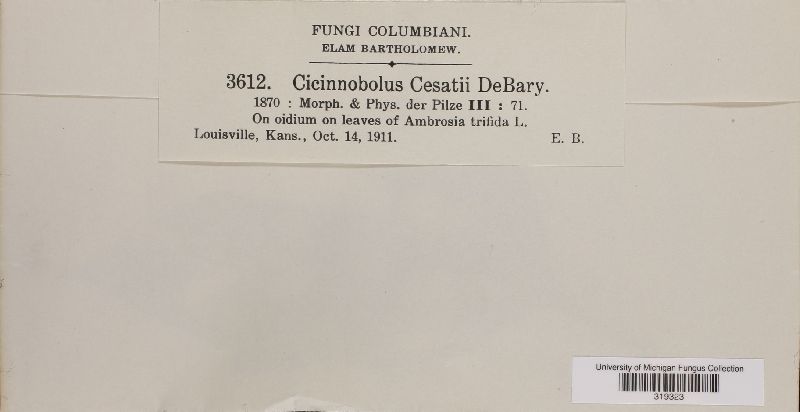 FUNGI COLUMBIANI.
ELAM BARTHOLOMEW.
3612. Cicinnobolus Cesatii DeBary.
1870 : Morph. & Phys. der Pilze III : 71.
On oidium on leaves of Ambrosia trifida L.
Louisville, Kans., Oct. 14, 1911. E. B.
University of Michigan Fungus Collection
319323